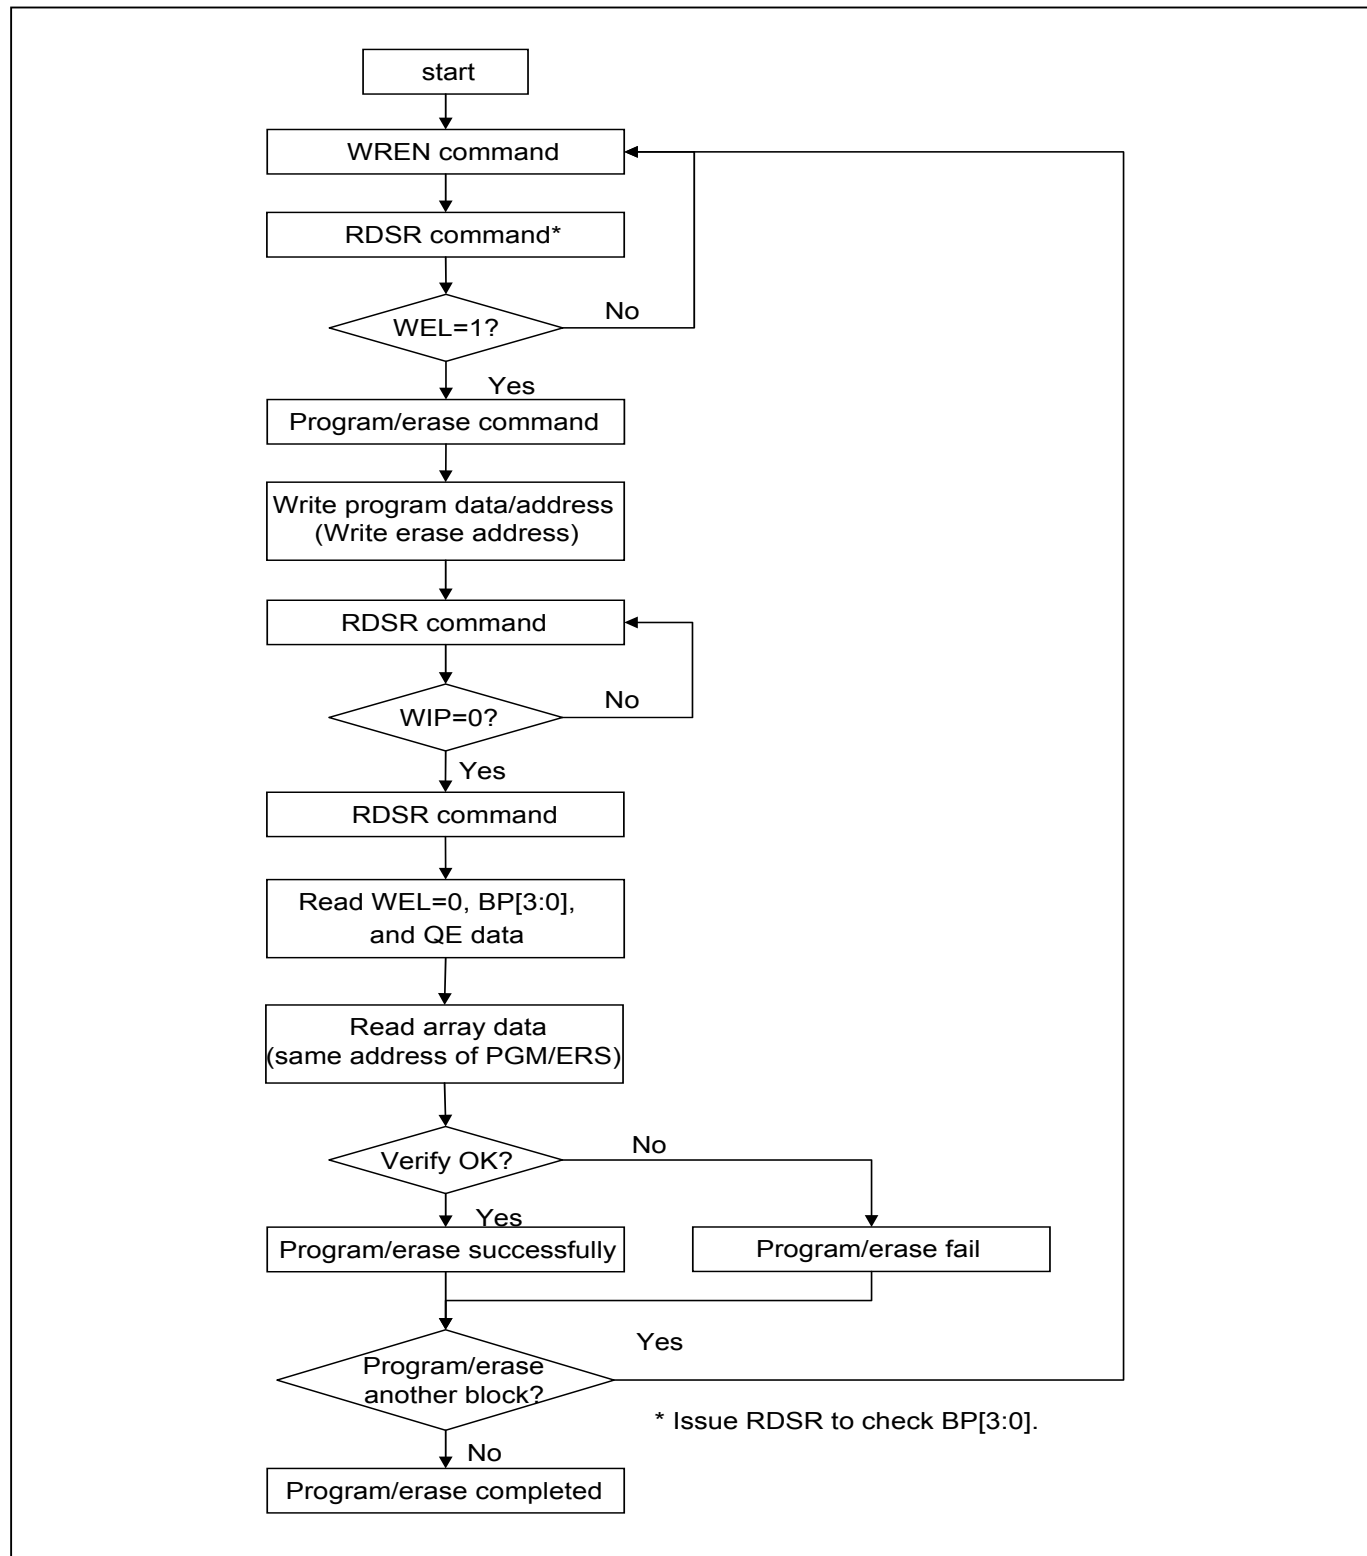 start
WREN command
RDSR command*
WEL=1?
No
Yes
Program/erase command
Write program data/address
(Write erase address)
RDSR command
WIP=0?
No
Yes
RDSR command
Read WEL=0, BP[3:0],
and QE data
Read array data
(same address of PGM/ERS)
Verify OK?
No
Yes
Program/erase successfully
Program/erase fail
Yes
Program/erase
another block?
* Issue RDSR to check BP[3:0].
No
Program/erase completed